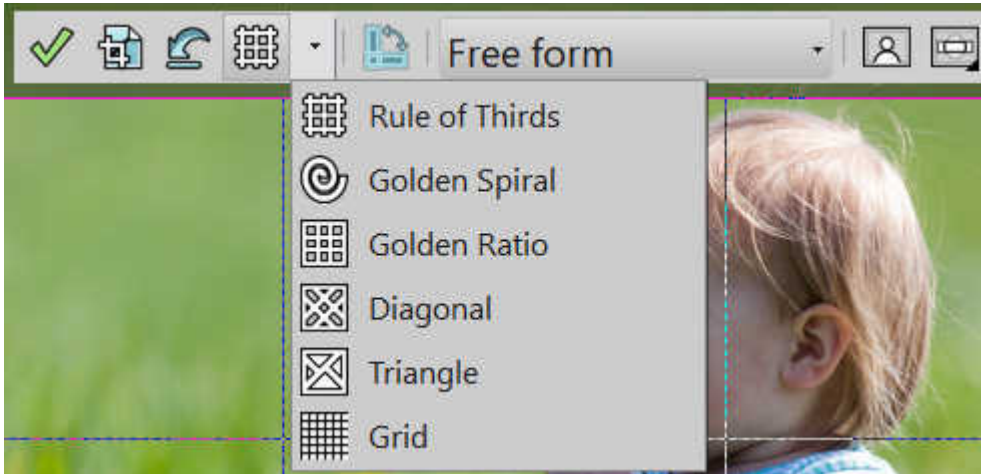 Free form
Rule of Thirds
Golden Spiral
Golden Ratio
Diagonal
Triangle
Grid